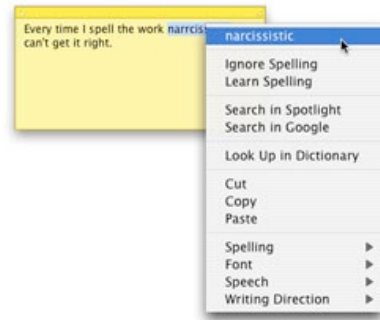 Every time I spell the work
can't get it right.
narcissistic
Ignore Spelling
Learn Spelling
Search in Spotlight
Search in Google
Look Up in Dictionary
Cut
Copy
Paste
Spelling
Font
Speech
Writing Direction